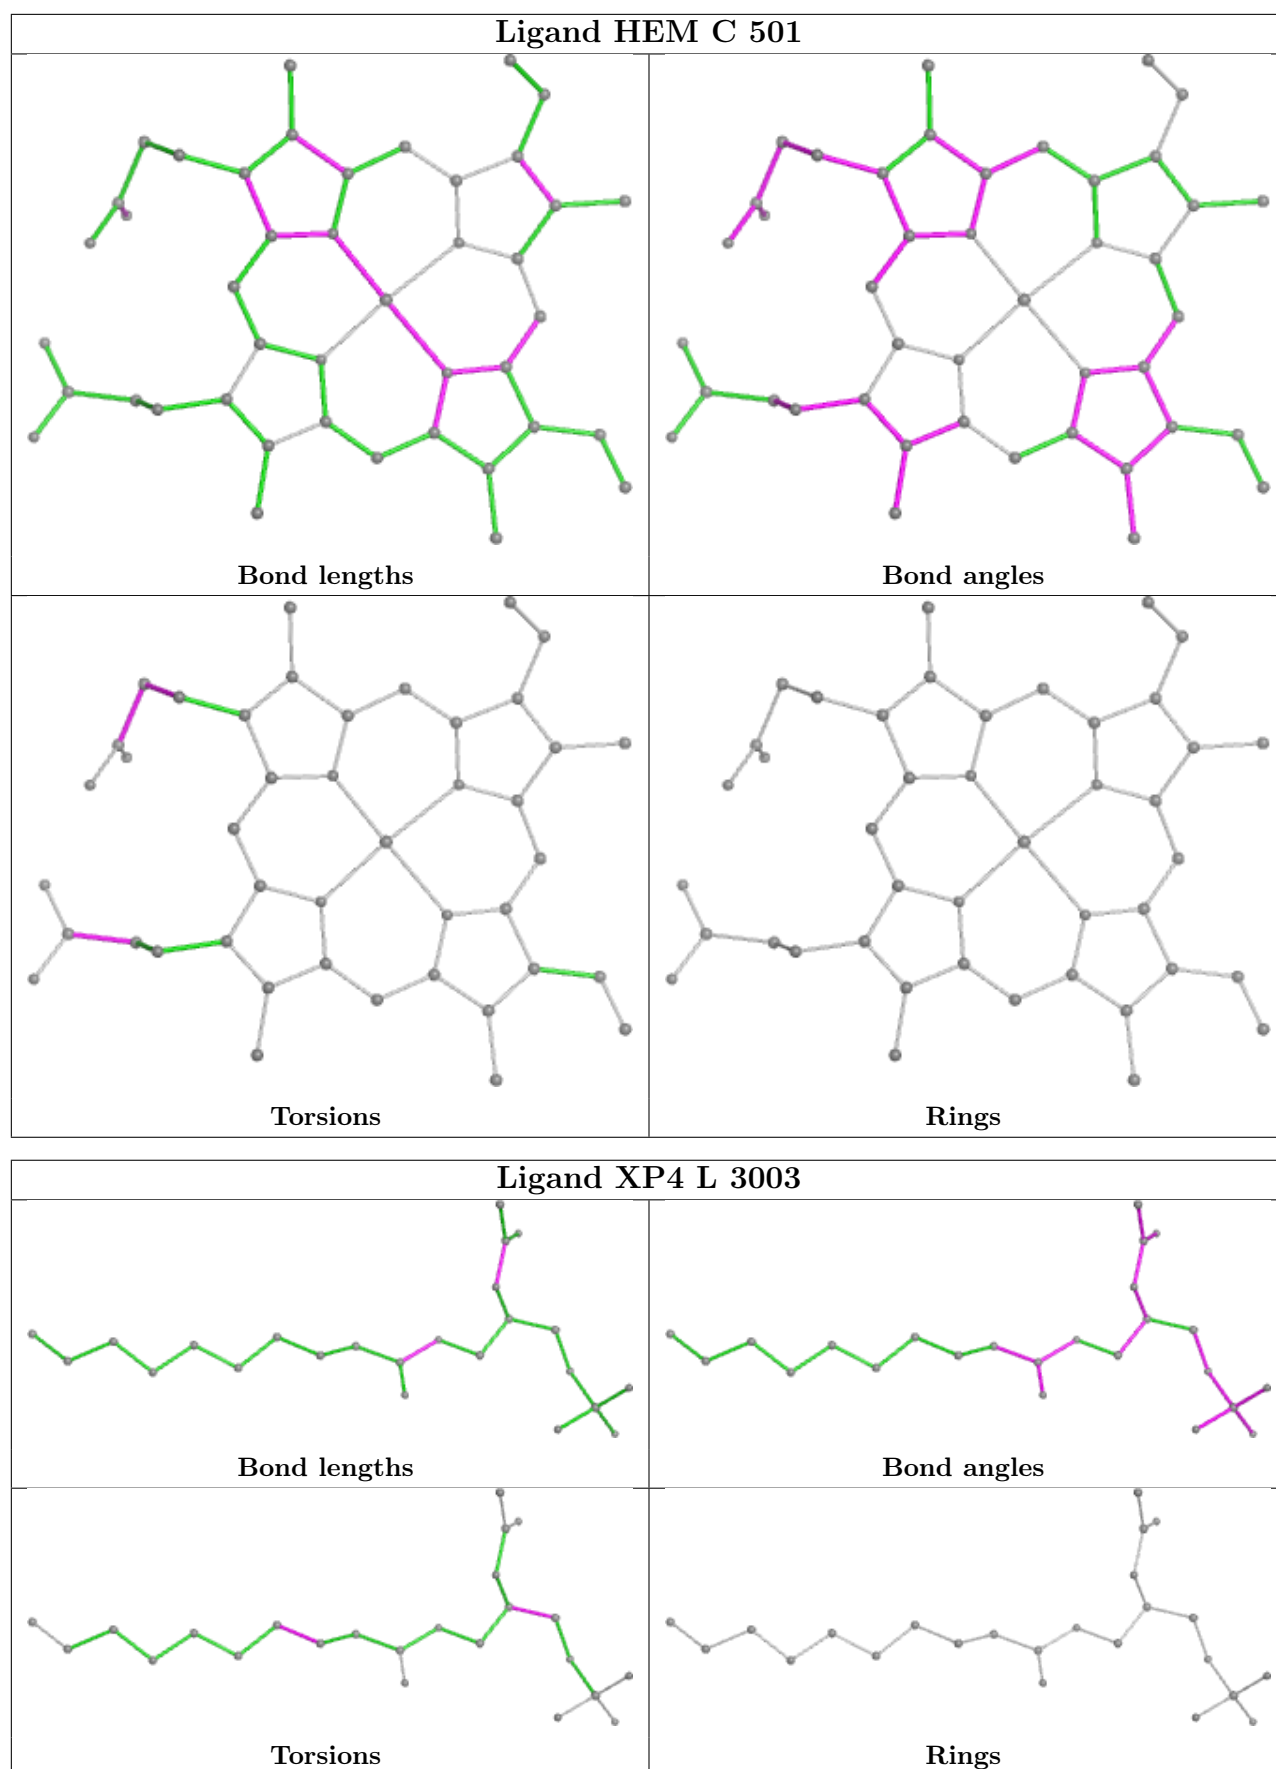 Ligand HEM C 501
Bond lengths
Bond angles
Torsions
Rings
Ligand XP4 L 3003
Bond lengths
Bond angles
Torsions
Rings